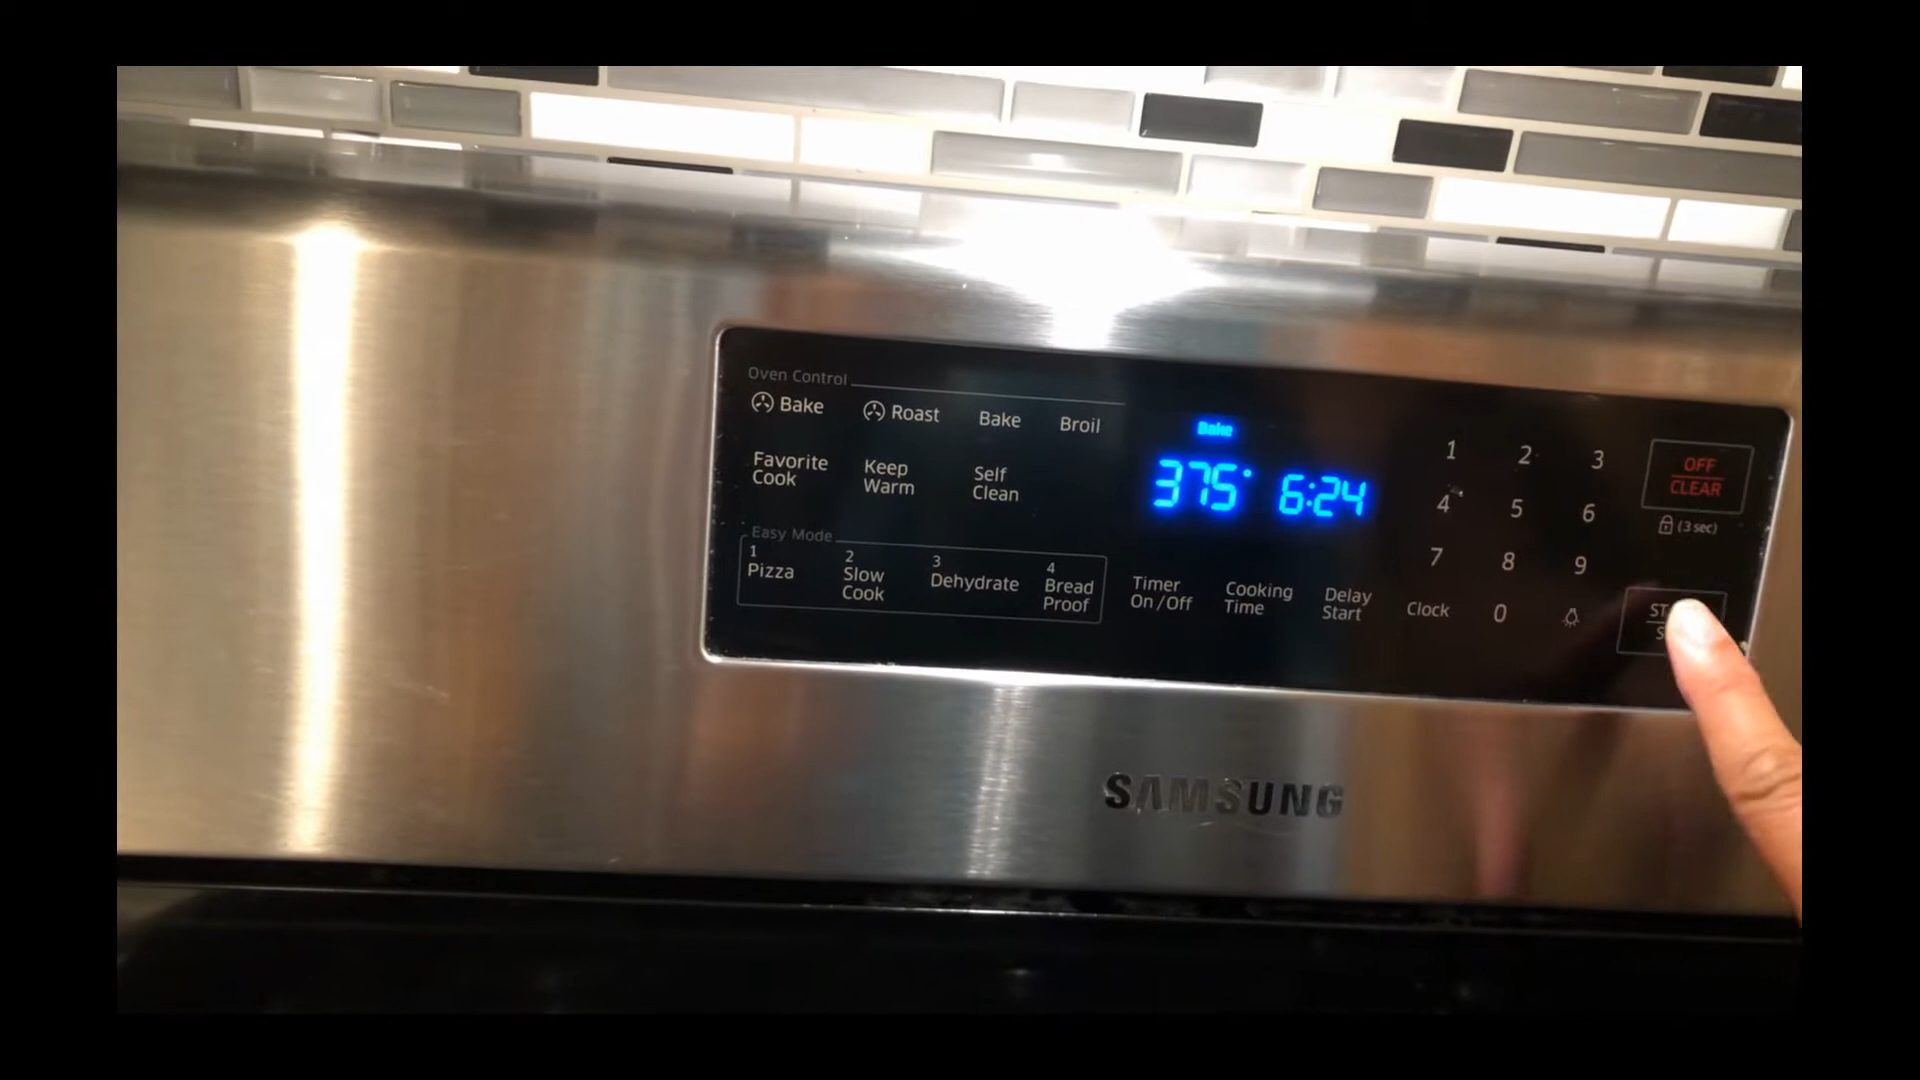 Oven Control
Bake Roast Bake Broil
Favorite Cook
Keep Warm
Self Clean
Easy Mode
1 Pizza
2 Slow Cook
3 Dehydrate
4 Bread Proof
Bake
375° 6:24
Timer On/Off
Cooking Time
Delay Start
Clock
1 2 3
4 5 6
7 8 9
0
OFF
CLEAR
(3 sec)
SAMSUNG